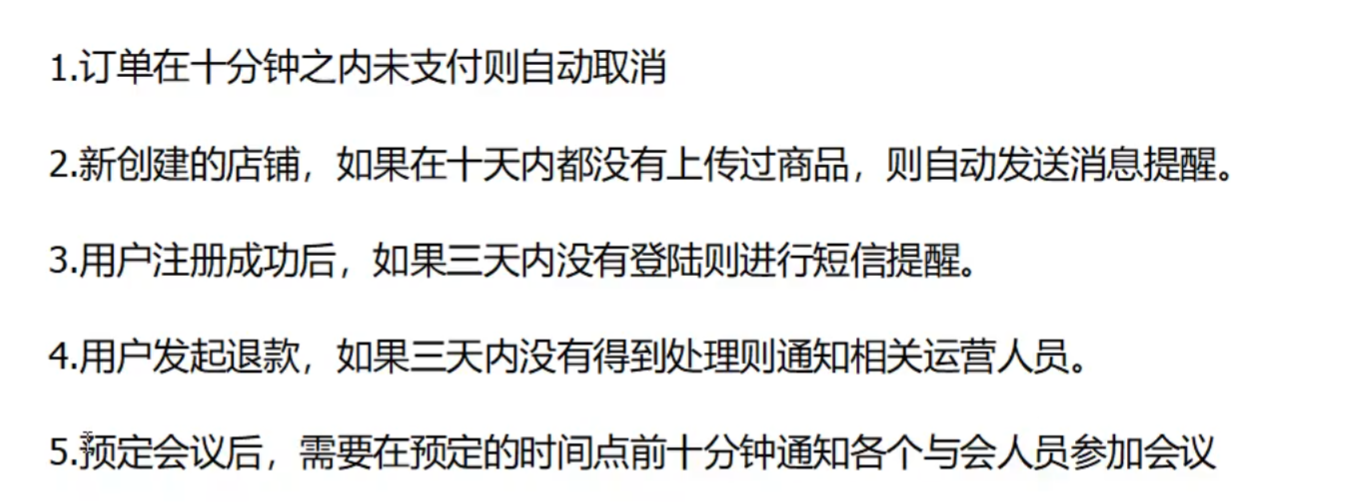 1.订单在十分钟之内未支付则自动取消
2.新创建的店铺，如果在十天内都没有上传过商品，则自动发送消息提醒。
3.用户注册成功后，如果三天内没有登陆则进行短信提醒。
4.用户发起退款，如果三天内没有得到处理则通知相关运营人员。
5.预定会议后，需要在预定的时间点前十分钟通知各个与会人员参加会议